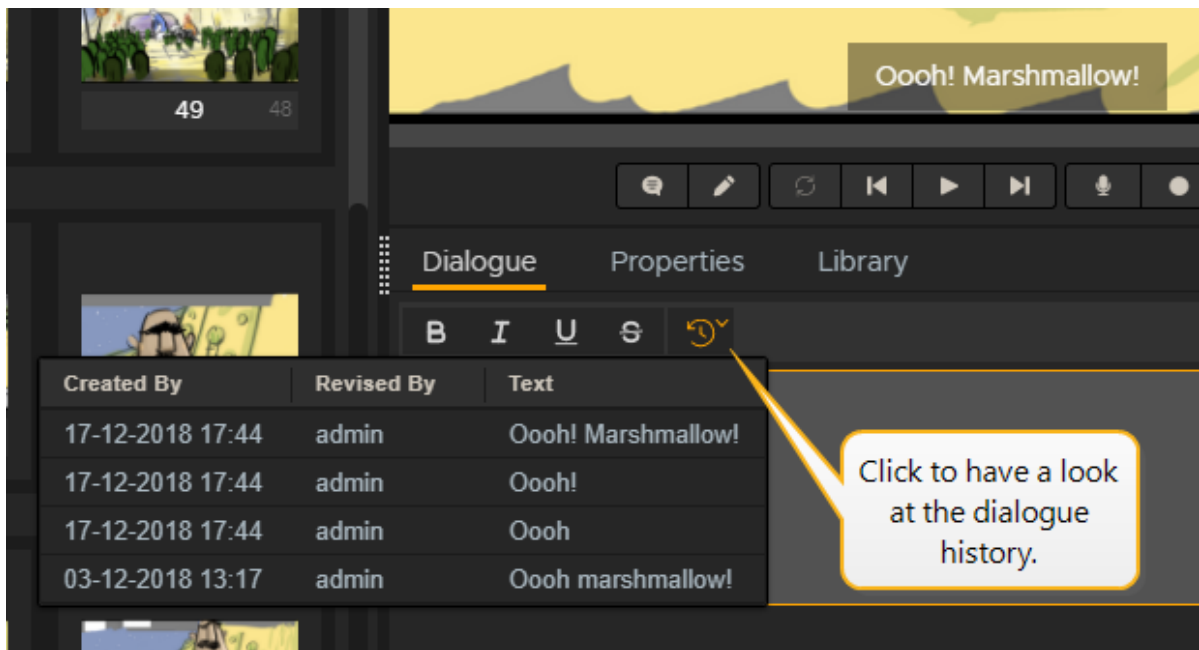 Oooh! Marshmallow!
49 48
Dialogue Properties Library
B I U S
Created By Revised By Text
17-12-2018 17:44 admin Oooh! Marshmallow!
17-12-2018 17:44 admin Oooh!
17-12-2018 17:44 admin Oooh
03-12-2018 13:17 admin Oooh marshmallow!
Click to have a look
at the dialogue
history.